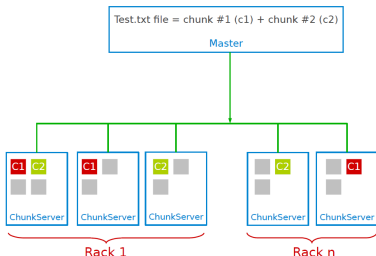 Test.txt file = chunk #1 (c1) + chunk #2 (c2)
Master
C1 C2 C1 C2 C2 C1
ChunkServer ChunkServer ChunkServer ChunkServer ChunkServer
Rack 1 Rack n